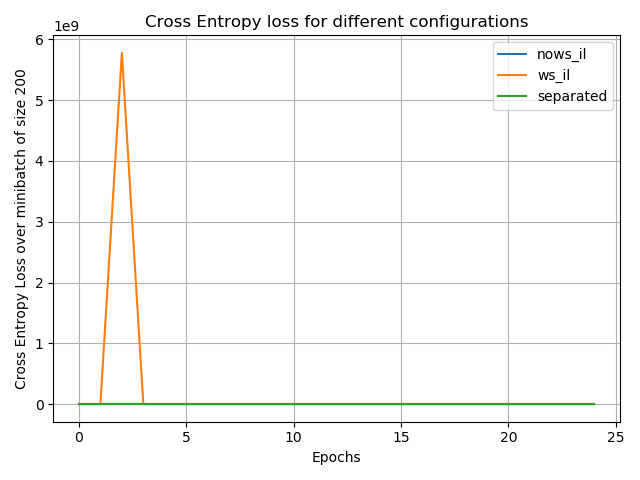 Cross Entropy loss for different configurations
1e9
Cross Entropy Loss over minibatch of size 200
6
5
4
3
2
1
0
nows_il
ws_il
separated
0 5 10 15 20 25
Epochs